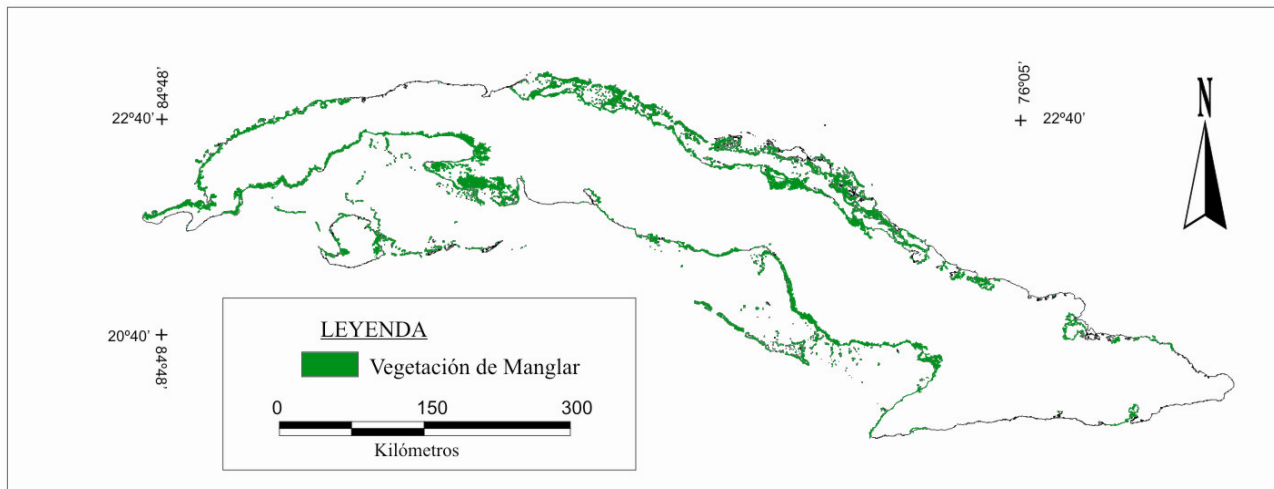 84º48'
22º40'
76º05'
22º40'
N
20º40'
84º48'
LEYENDA
Vegetación de Manglar
0 150 300
Kilómetros